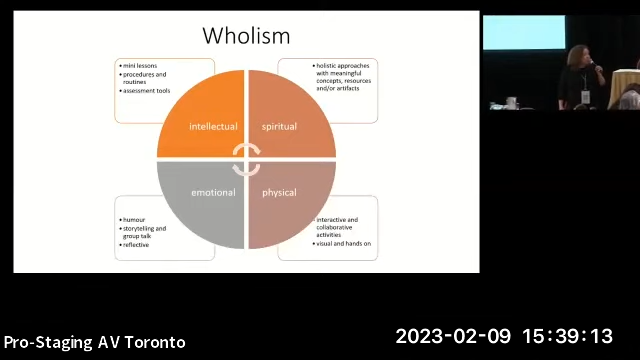 Wholism
• mini lessons
• procedures and
routines
• assessment tools
• holistic approaches
with meaningful
concepts, resources
and/or artifacts
intellectual
spiritual
emotional
physical
• humour
• storytelling and
group talk
• reflective
interactive and
collaborative
activities
• visual and hands on
Pro-Staging AV Toronto
2023-02-09 15:39:13